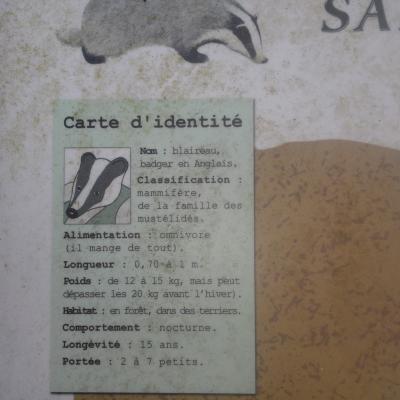 SA
Carte d'identité
Nom : blaireau,
badger en Anglais.
Classification :
mammifère,
de la famille des
mustélidés.
Alimentation : omnivore
(il mange de tout).
Longueur : 0,70 à 1 m.
Poids : de 12 à 15 kg, mais peut
dépasser les 20 kg avant l'hiver).
Habitat : en forêt, dans des terriers.
Comportement : nocturne.
Longévité : 15 ans.
Portée : 2 à 7 petits.